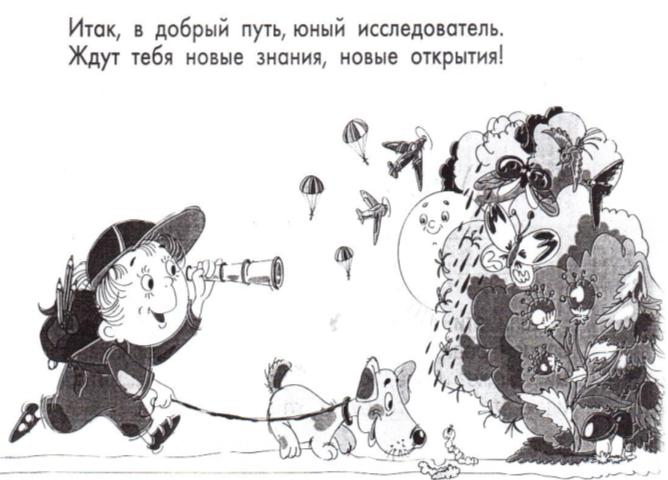 Итак, в добрый путь, юный исследователь.
Ждут тебя новые знания, новые открытия!